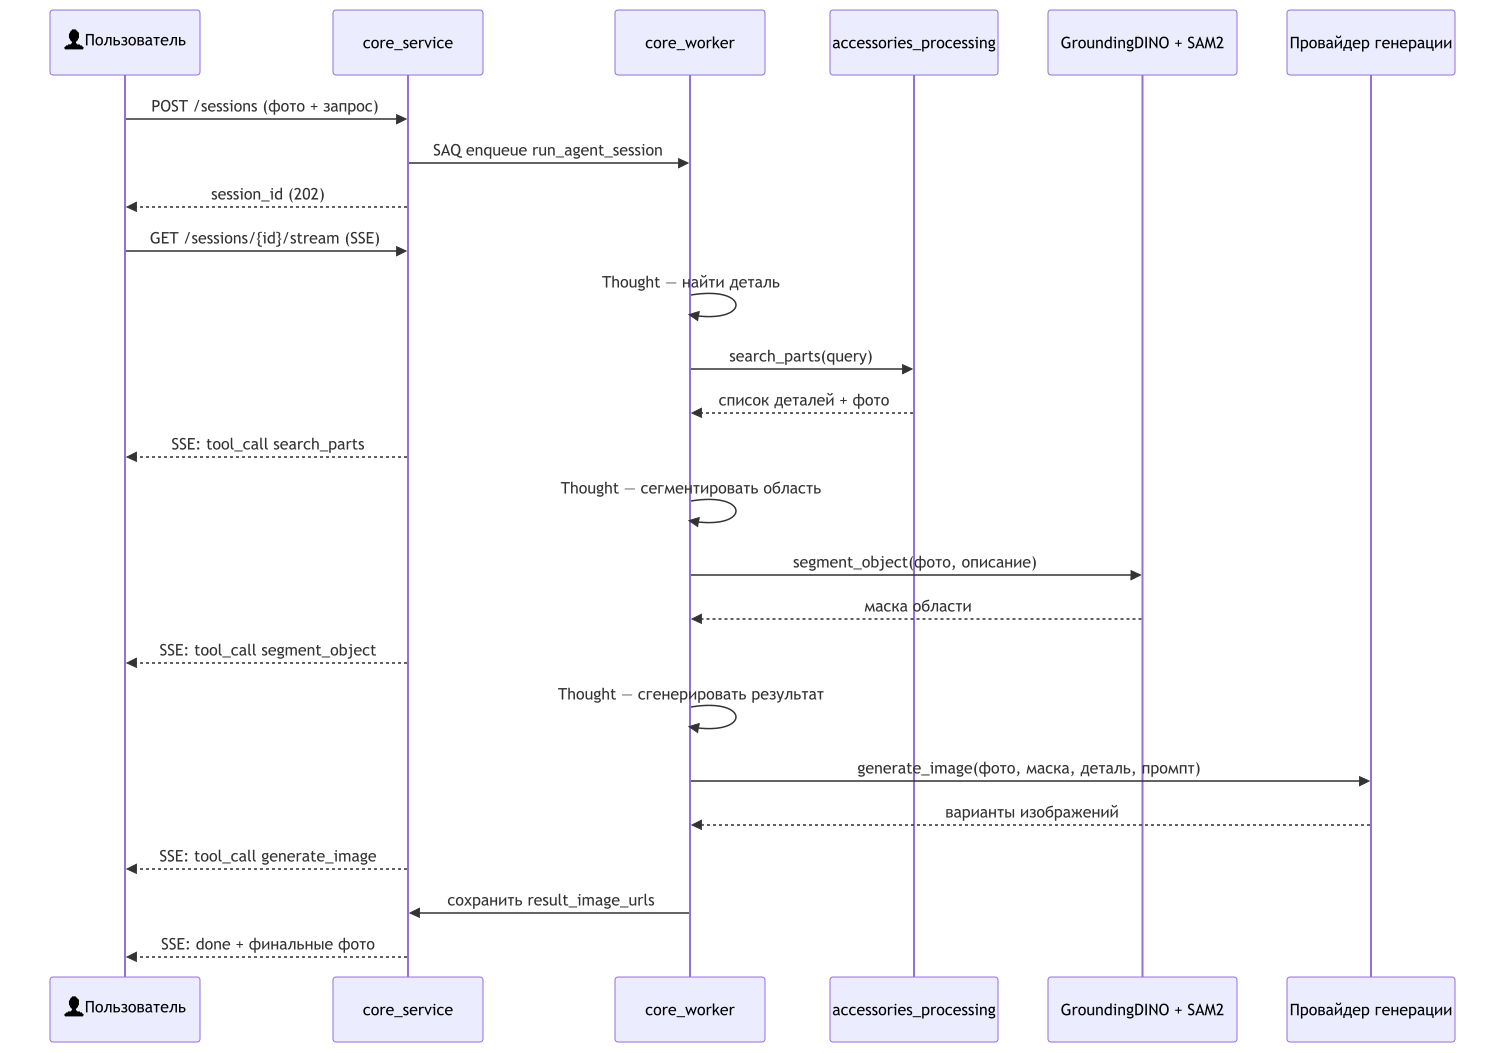 👤Пользователь
core_service
core_worker
accessories_processing
GroundingDINO + SAM2
Провайдер генерации
POST /sessions (фото + запрос)
SAQ enqueue run_agent_session
session_id (202)
GET /sessions/{id}/stream (SSE)
Thought — найти деталь
search_parts(query)
список деталей + фото
SSE: tool_call search_parts
Thought — сегментировать область
segment_object(фото, описание)
маска области
SSE: tool_call segment_object
Thought — сгенерировать результат
generate_image(фото, маска, деталь, промпт)
варианты изображений
SSE: tool_call generate_image
сохранить result_image_urls
SSE: done + финальные фото
👤Пользователь
core_service
core_worker
accessories_processing
GroundingDINO + SAM2
Провайдер генерации